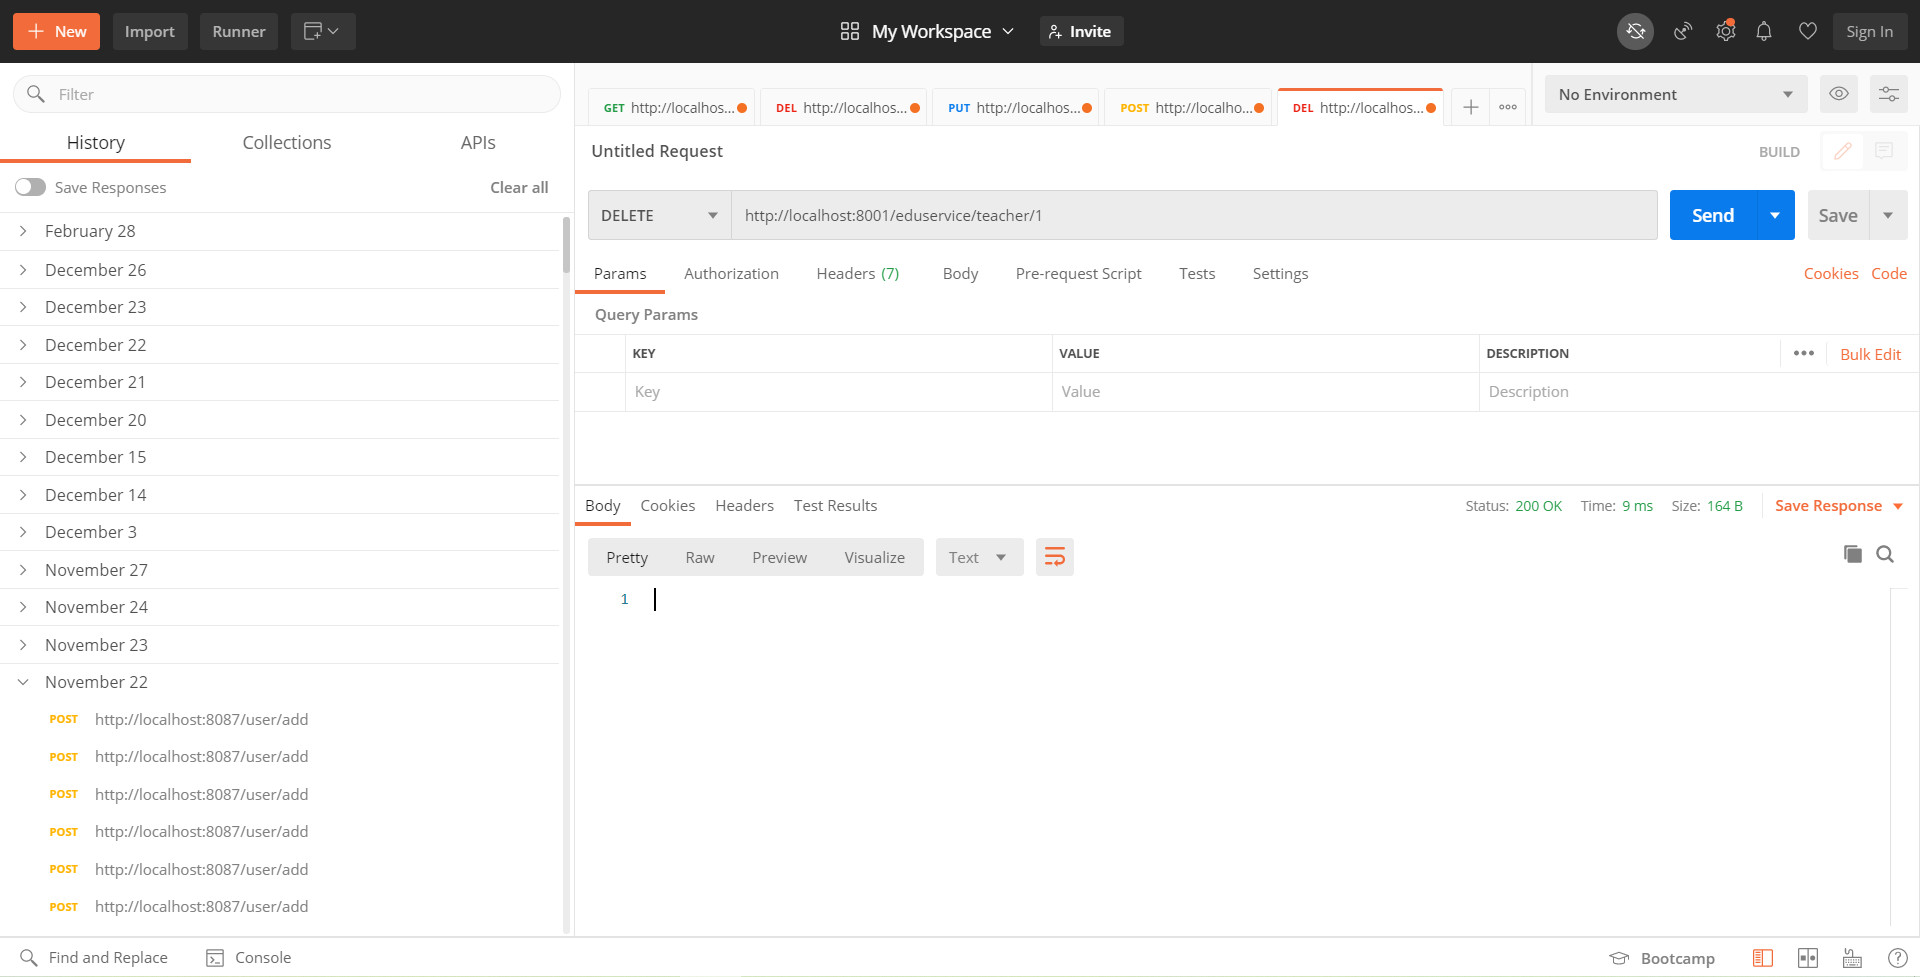 New Import Runner My Workspace Invite Sign In
Filter
History Collections APIs
Save Responses Clear all
February 28
December 26
December 23
December 22
December 21
December 20
December 15
December 14
December 3
November 27
November 24
November 23
November 22
POST http://localhost:8087/user/add
POST http://localhost:8087/user/add
POST http://localhost:8087/user/add
POST http://localhost:8087/user/add
POST http://localhost:8087/user/add
POST http://localhost:8087/user/add
GET http://localhos... DEL http://localhos... PUT http://localhos... POST http://localho... DEL http://localhos... No Environment
Untitled Request BUILD
DELETE http://localhost:8001/eduservice/teacher/1 Send Save
Params Authorization Headers (7) Body Pre-request Script Tests Settings Cookies Code
Query Params
KEY VALUE DESCRIPTION ••• Bulk Edit
Key Value Description
Body Cookies Headers Test Results Status: 200 OK Time: 9 ms Size: 164 B Save Response
Pretty Raw Preview Visualize Text
1
Find and Replace Console Bootcamp